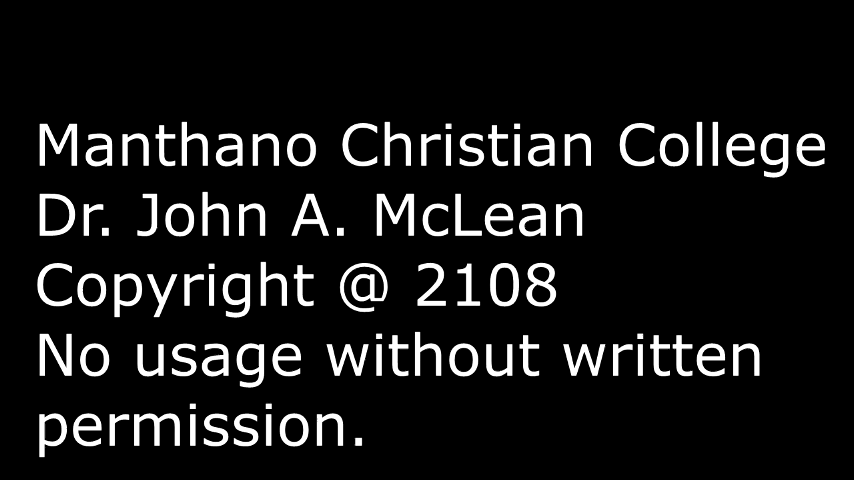 Manthano Christian College
Dr. John A. McLean
Copyright @ 2108
No usage without written
permission.